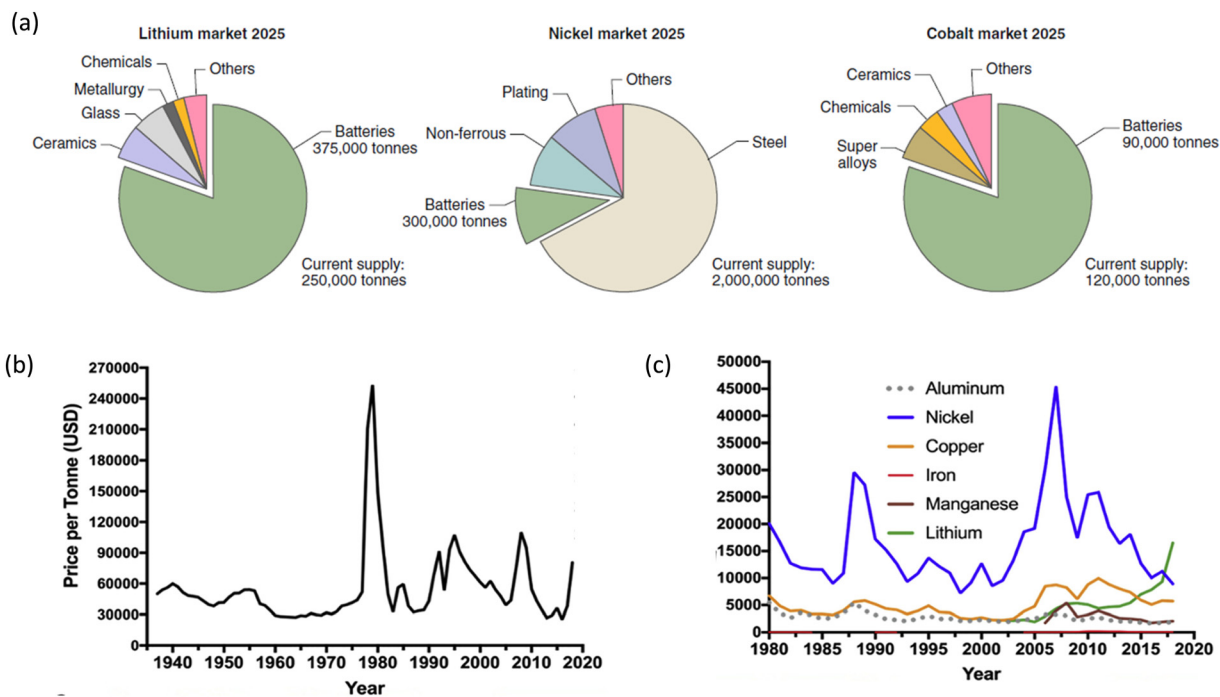 (a)
Lithium market 2025
Chemicals
Others
Metallurgy
Glass
Ceramics
Batteries
375,000 tonnes
Current supply:
250,000 tonnes
Nickel market 2025
Others
Plating
Non-ferrous
Steel
Batteries
300,000 tonnes
Current supply:
2,000,000 tonnes
Cobalt market 2025
Ceramics
Others
Chemicals
Batteries
90,000 tonnes
Super
alloys
Current supply:
120,000 tonnes
(b)
Price per Tonne (USD)
270000
240000
210000
180000
150000
120000
90000
60000
30000
0
1940 1950 1960 1970 1980 1990 2000 2010 2020
Year
(c)
50000
45000
40000
35000
30000
25000
20000
15000
10000
5000
0
Aluminum
Nickel
Copper
Iron
Manganese
Lithium
1980 1985 1990 1995 2000 2005 2010 2015 2020
Year